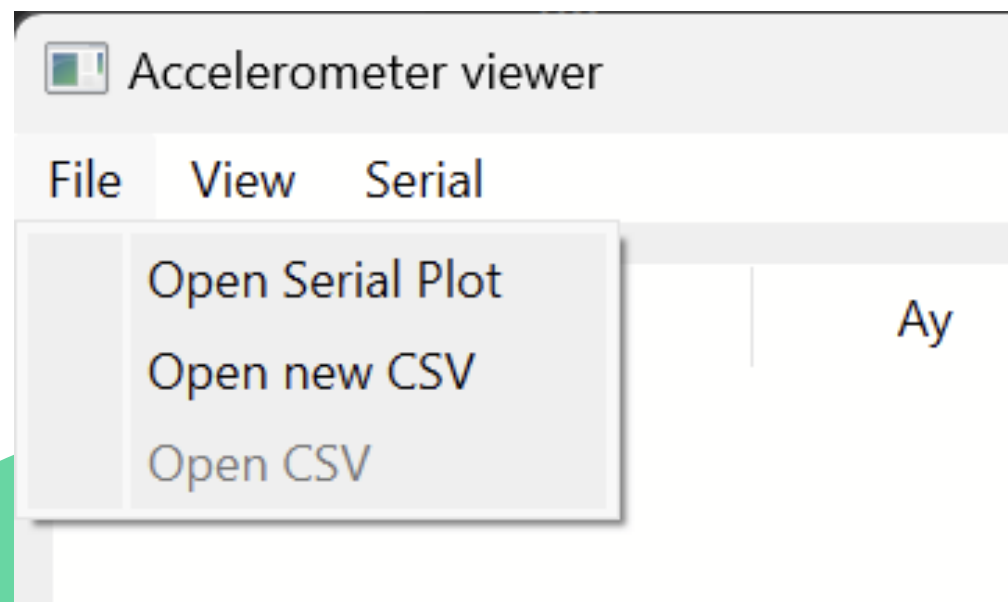 Accelerometer viewer
File View Serial
Open Serial Plot
Ay
Open new CSV
Open CSV